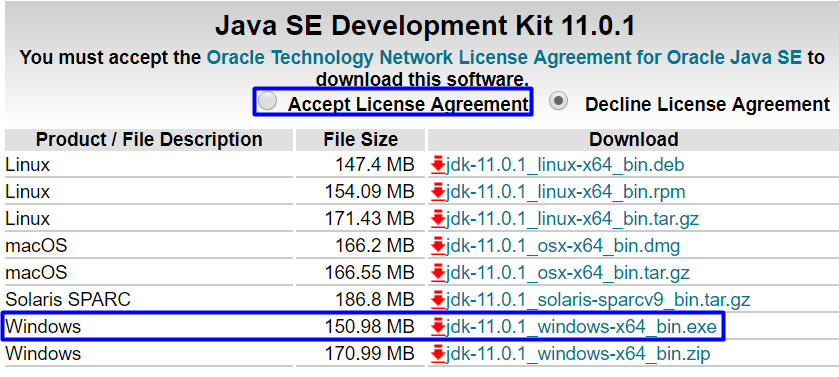 Java SE Development Kit 11.0.1
You must accept the Oracle Technology Network License Agreement for Oracle Java SE to
download this software.
Accept License Agreement Decline License Agreement
Product / File Description File Size Download
Linux 147.4 MB jdk-11.0.1_linux-x64_bin.deb
Linux 154.09 MB jdk-11.0.1_linux-x64_bin.rpm
Linux 171.43 MB jdk-11.0.1_linux-x64_bin.tar.gz
macOS 166.2 MB jdk-11.0.1_osx-x64_bin.dmg
macOS 166.55 MB jdk-11.0.1_osx-x64_bin.tar.gz
Solaris SPARC 186.8 MB jdk-11.0.1_solaris-sparcv9_bin.tar.gz
Windows 150.98 MB jdk-11.0.1_windows-x64_bin.exe
Windows 170.99 MB jdk-11.0.1_windows-x64_bin.zip